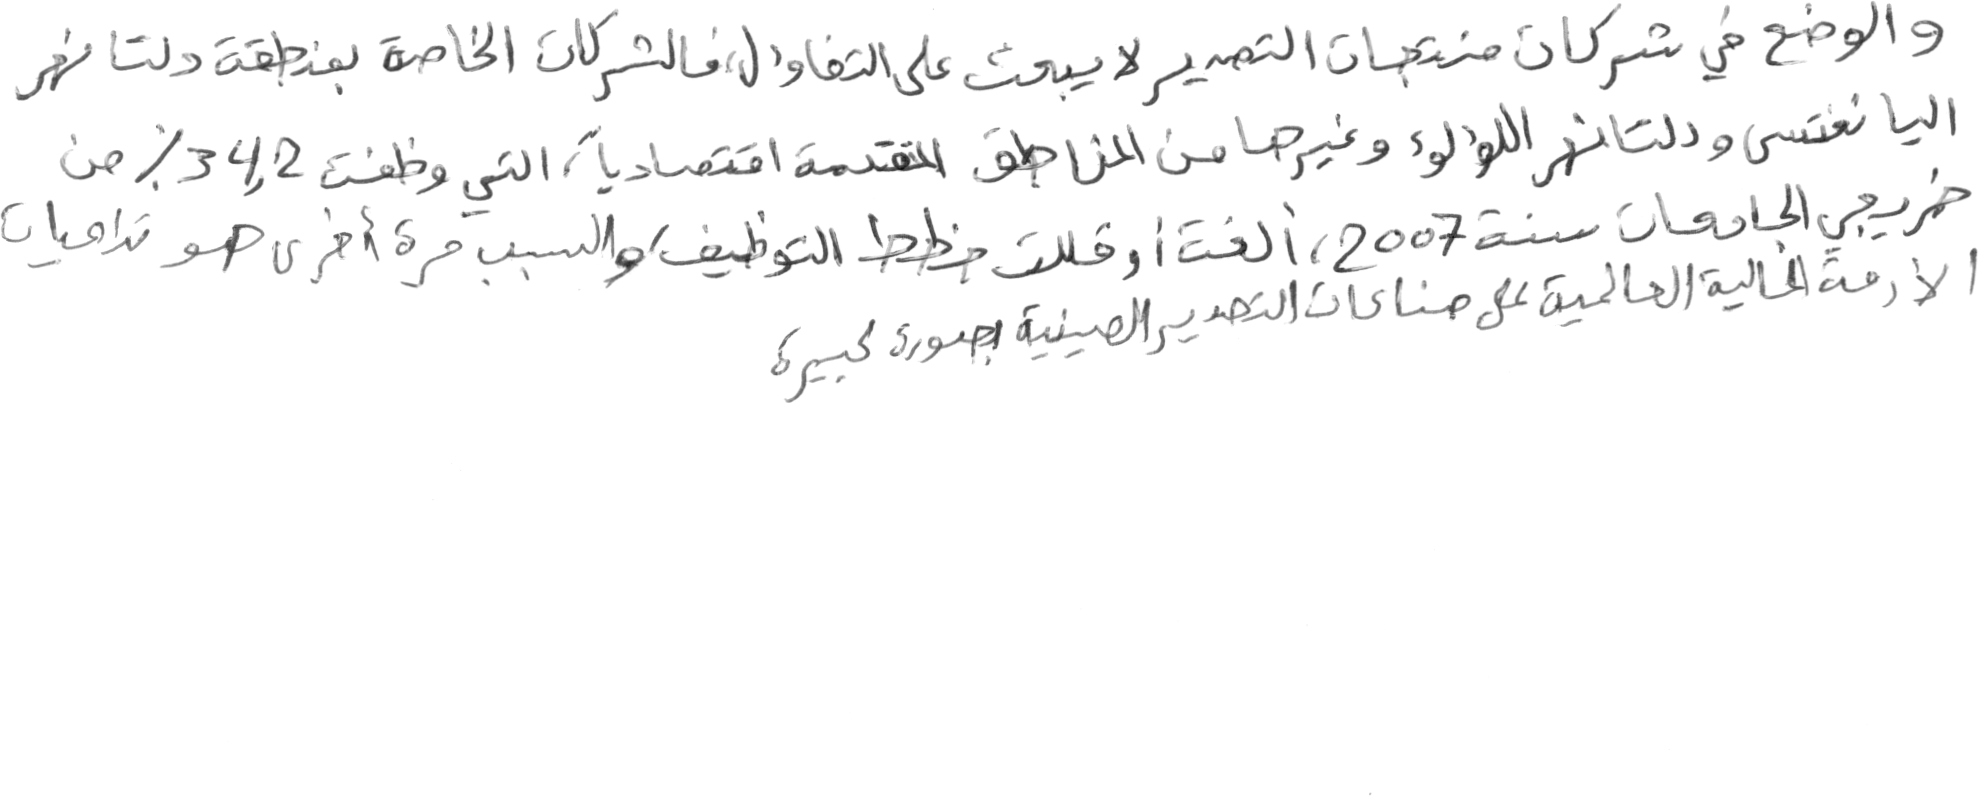 والوضع في شركات منتجات التصدير لا يبعث على التفاؤل، فالشركات الخاصة بمنطقة دلتا نهر
اليانغتسى ودلتا نهر اللؤلؤ وغيرها من المناطق المتقدمة اقتصادياً، التي وظفت 34,2٪ من
خريجي الجامعات سنة 2007، ألغت أو قللت خطط التوظيف، والسبب مرة أخرى هو تداعيات
الازمة المالية العالمية على صناعات التصدير الصينية بصورة كبيرة